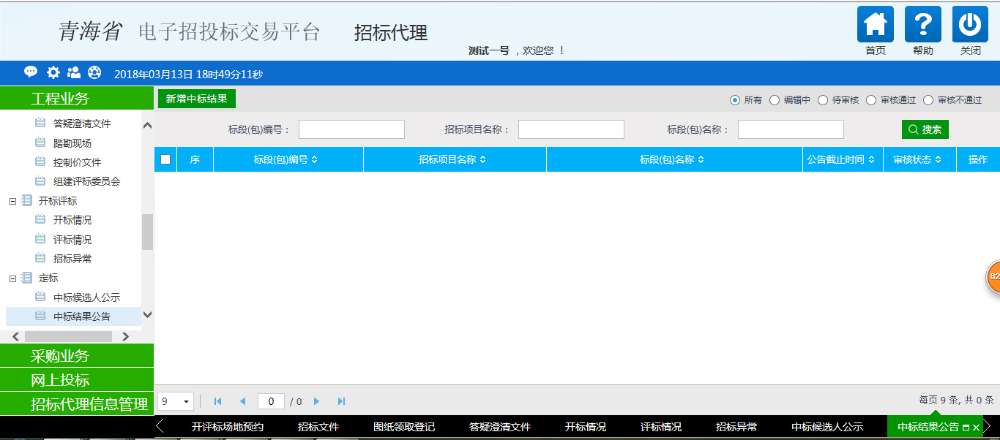 青海省 电子招投标交易平台 招标代理
测试一号 ，欢迎您 ！
首页 帮助 关闭
2018年03月13日 18时49分11秒
工程业务
答疑澄清文件
踏勘现场
控制价文件
组建评标委员会
开标评标
开标情况
评标情况
招标异常
定标
中标候选人公示
中标结果公告
采购业务
网上投标
招标代理信息管理
新增中标结果
所有 编辑中 待审核 审核通过 审核不通过
标段(包)编号： 招标项目名称： 标段(包)名称： 搜索
序 标段(包)编号 招标项目名称 标段(包)名称 公告截止时间 审核状态 操作
82
9 0 / 0 每页 9 条, 共 0 条
开评标场地预约 招标文件 图纸领取登记 答疑澄清文件 开标情况 评标情况 招标异常 中标候选人公示 中标结果公告